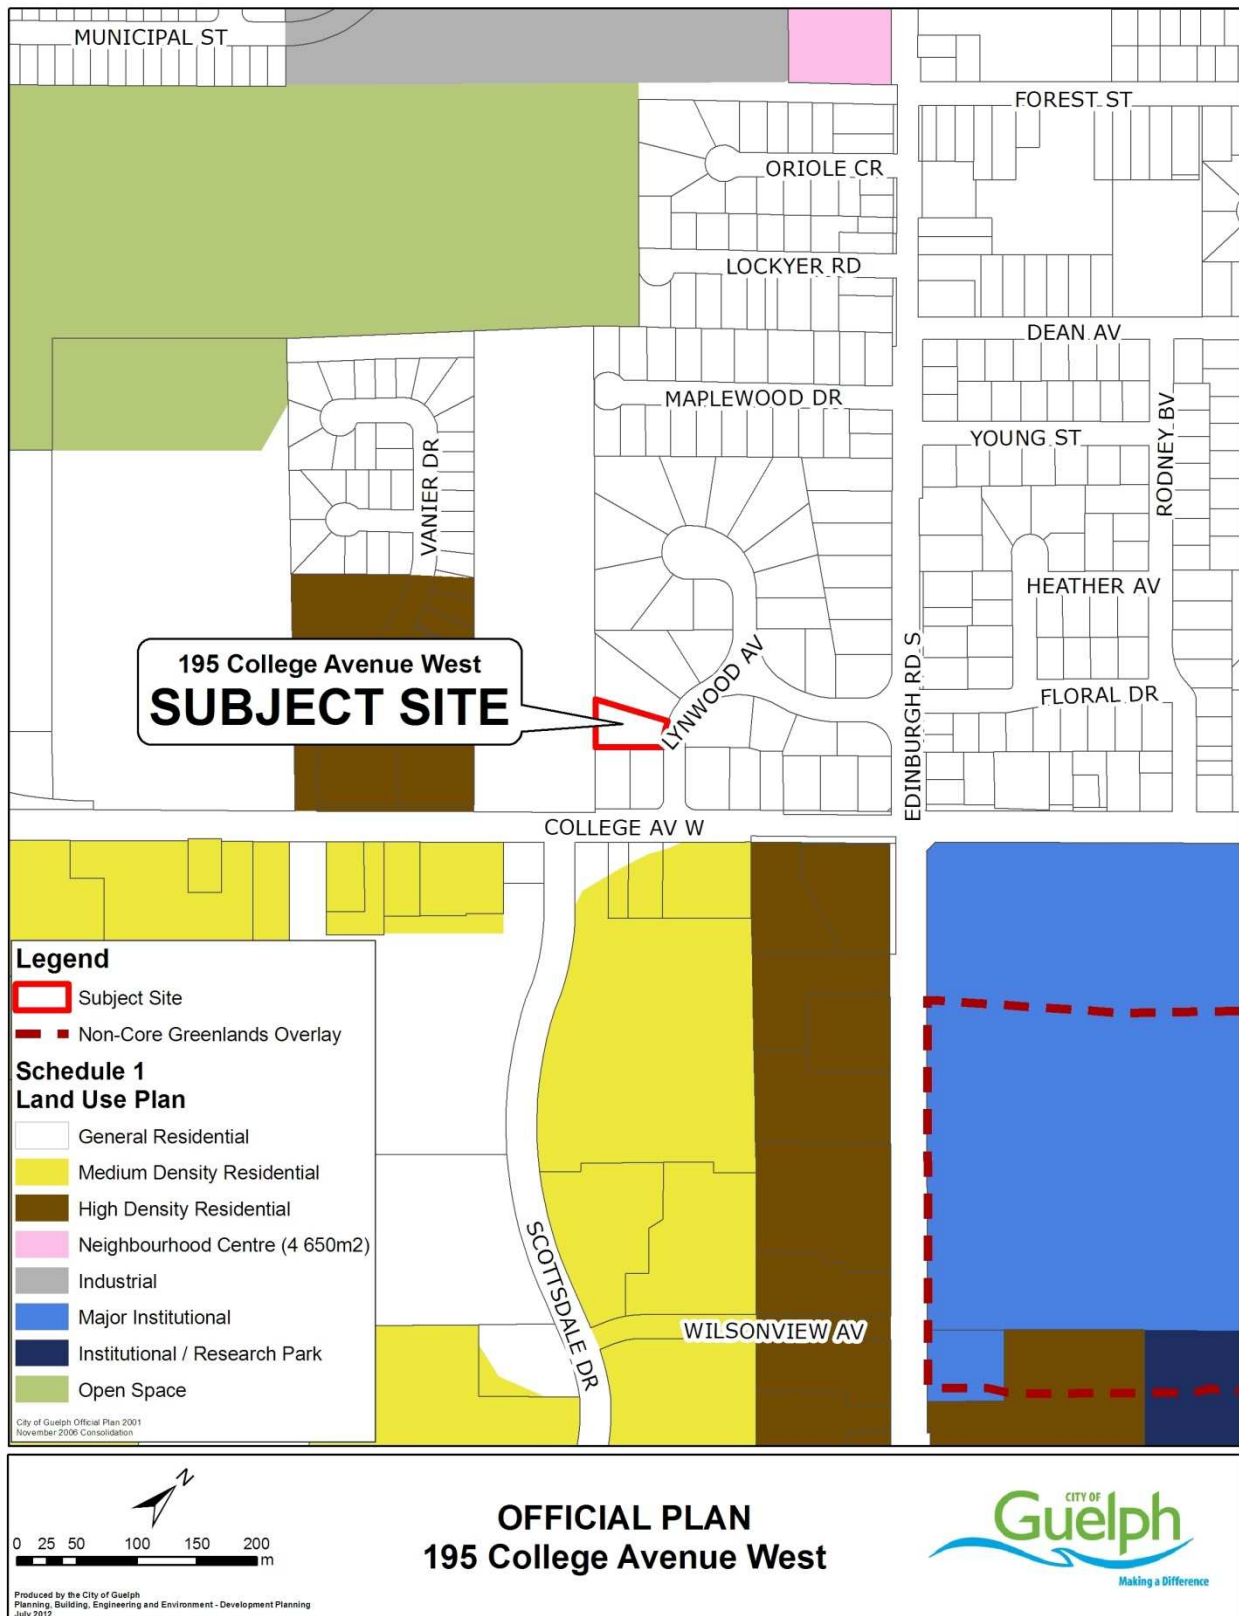 MUNICIPAL ST
FOREST ST
ORIOLE CR
LOCKYER RD
DEAN AV
MAPLEWOOD DR
RODNEY BV
YOUNG ST
VANIER DR
HEATHER AV
195 College Avenue West
SUBJECT SITE
LYNWOOD AV
EDINBURGH RD S
FLORAL DR
COLLEGE AV W
SCOTTSDALE DR
WILSONVIEW AV
Legend
Subject Site
Non-Core Greenlands Overlay
Schedule 1
Land Use Plan
General Residential
Medium Density Residential
High Density Residential
Neighbourhood Centre (4 650m2)
Industrial
Major Institutional
Institutional / Research Park
Open Space
City of Guelph Official Plan 2001
November 2006 Consolidation
N
0 25 50 100 150 200
m
Produced by the City of Guelph
Planning, Building, Engineering and Environment - Development Planning
July 2012
OFFICIAL PLAN
195 College Avenue West
CITY OF
Guelph
Making a Difference